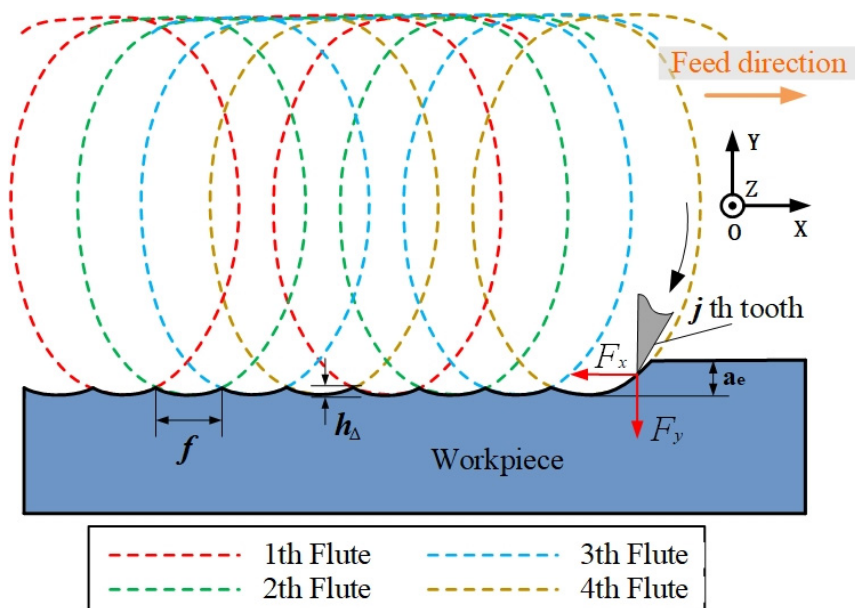 Feed direction
Y
Z
O
X
j th tooth
Fx
ae
f
hΔ
Fy
Workpiece
1th Flute
3th Flute
2th Flute
4th Flute